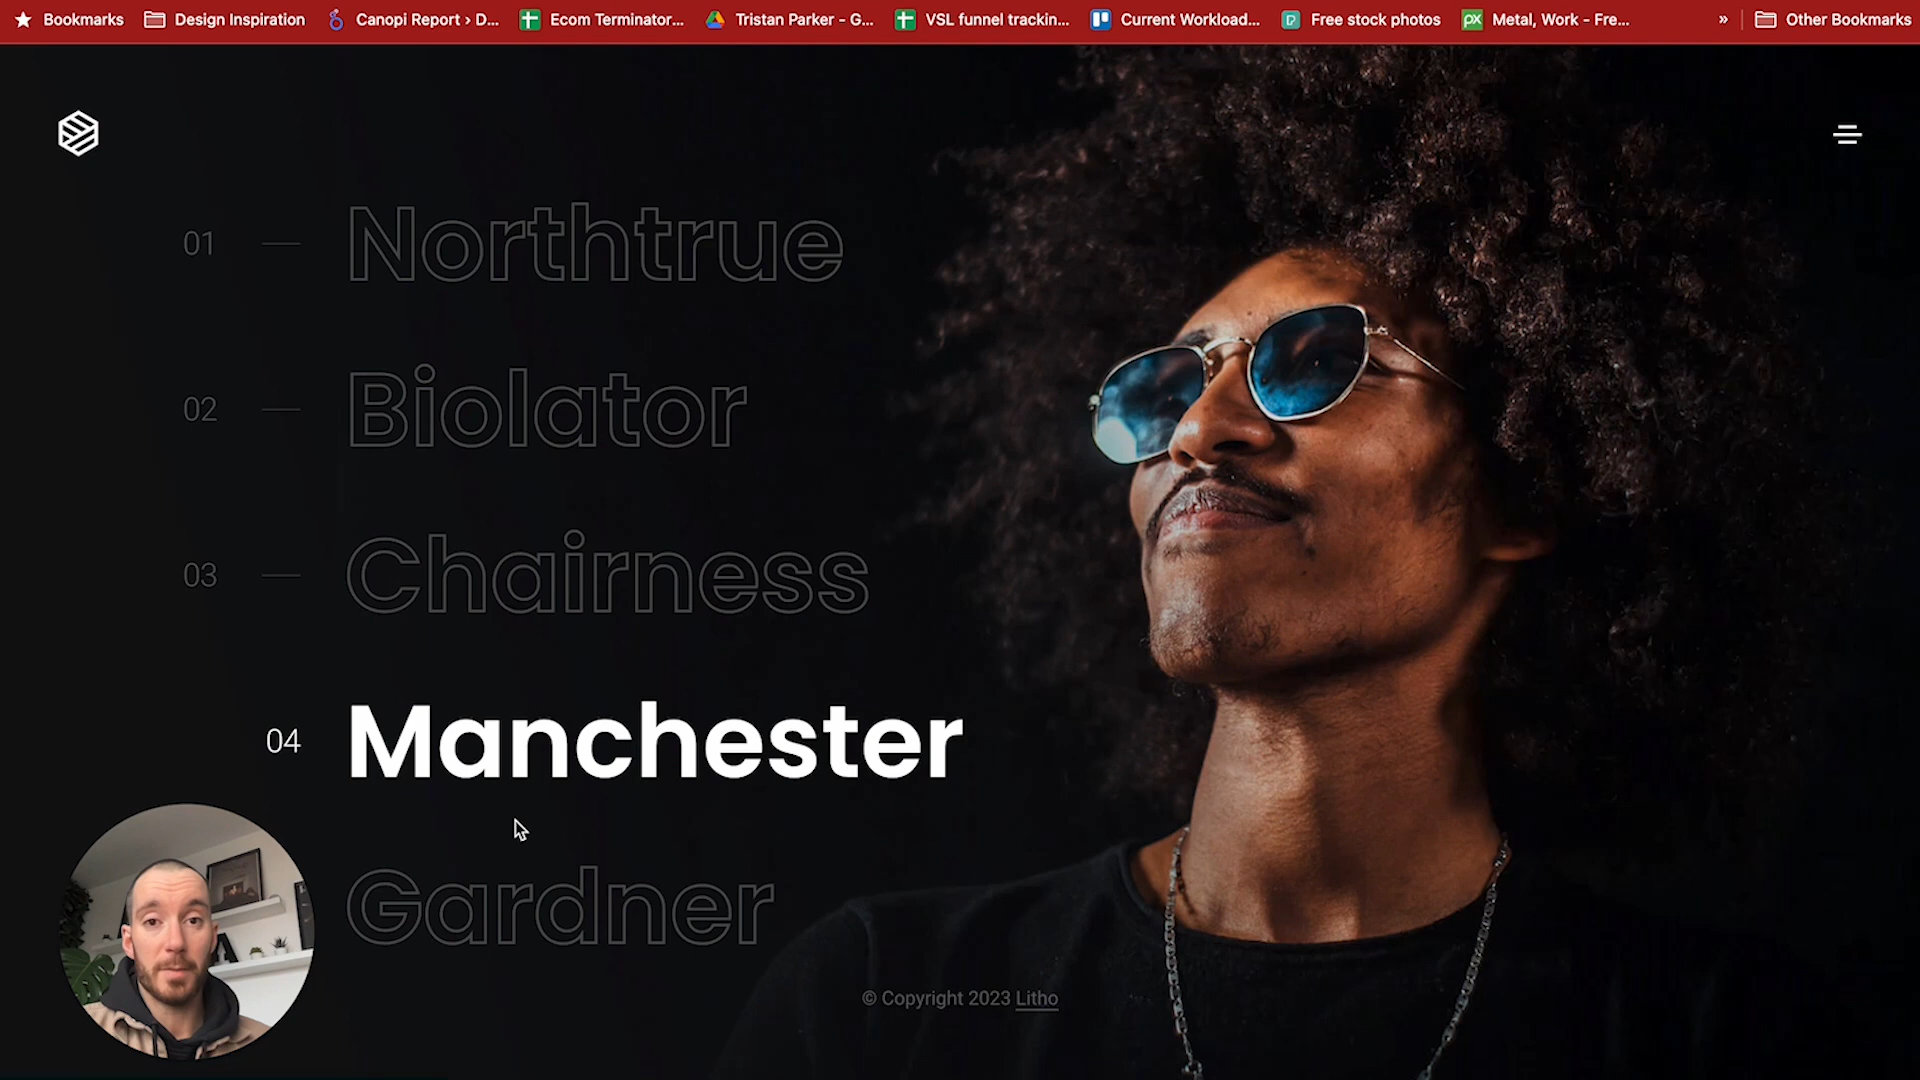 Bookmarks Design Inspiration Canopi Report › D... Ecom Terminator... Tristan Parker - G... VSL funnel trackin... Current Workload... Free stock photos Metal, Work - Fre... » Other Bookmarks
01 — Northtrue
02 — Biolator
03 — Chairness
04 Manchester
Gardner
© Copyright 2023 Litho